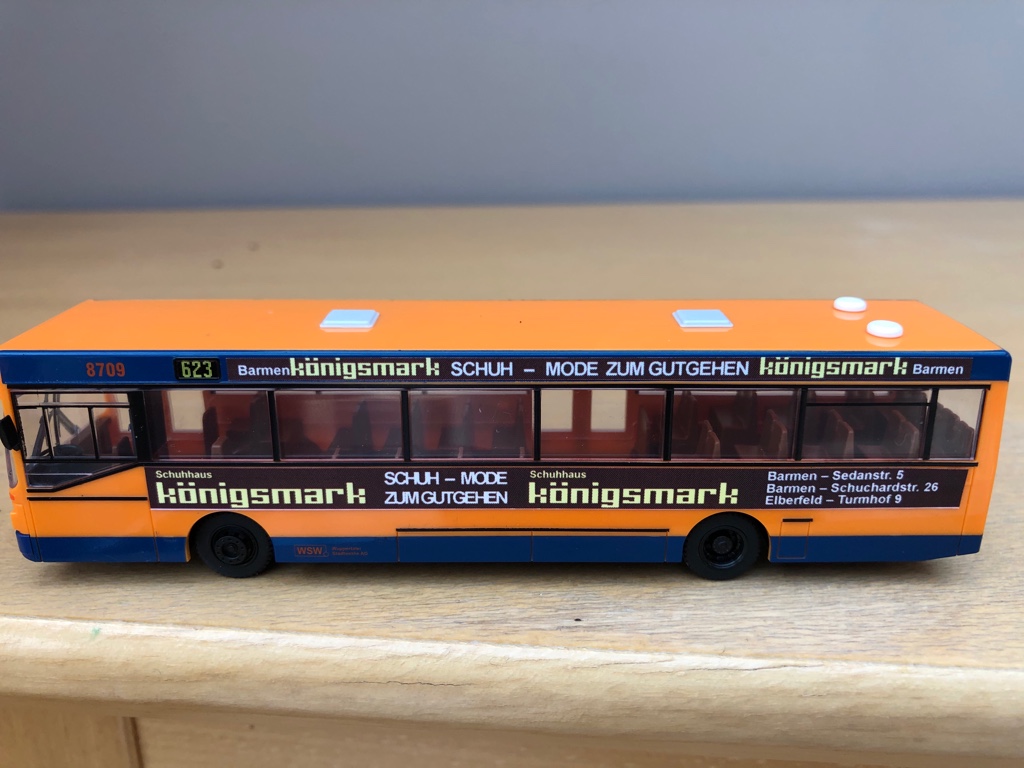 8709 623 Barmen königsmark SCHUH – MODE ZUM GUTGEHEN königsmark Barmen
Schuhhaus
königsmark
SCHUH – MODE
ZUM GUTGEHEN
Schuhhaus
königsmark
Barmen – Sedanstr. 5
Barmen – Schuchardstr. 26
Elberfeld – Turmhof 9
WSW